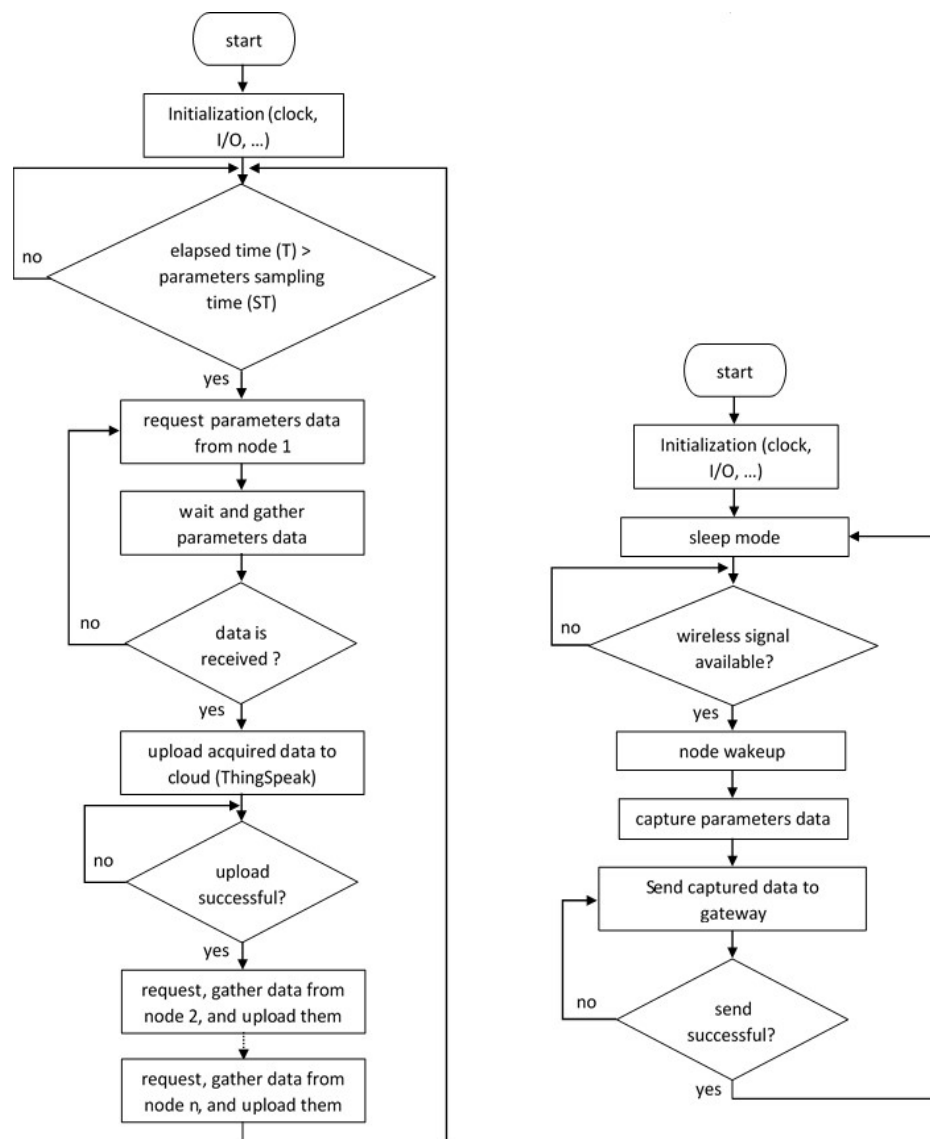 start
Initialization (clock,
I/O, ...)
no
elapsed time (T) >
parameters sampling
time (ST)
yes
request parameters data
from node 1
wait and gather
parameters data
no
data is
received ?
yes
upload acquired data to
cloud (ThingSpeak)
no
upload
successful?
yes
request, gather data from
node 2, and upload them
request, gather data from
node n, and upload them
start
Initialization (clock,
I/O, ...)
sleep mode
no
wireless signal
available?
yes
node wakeup
capture parameters data
Send captured data to
gateway
no
send
successful?
yes